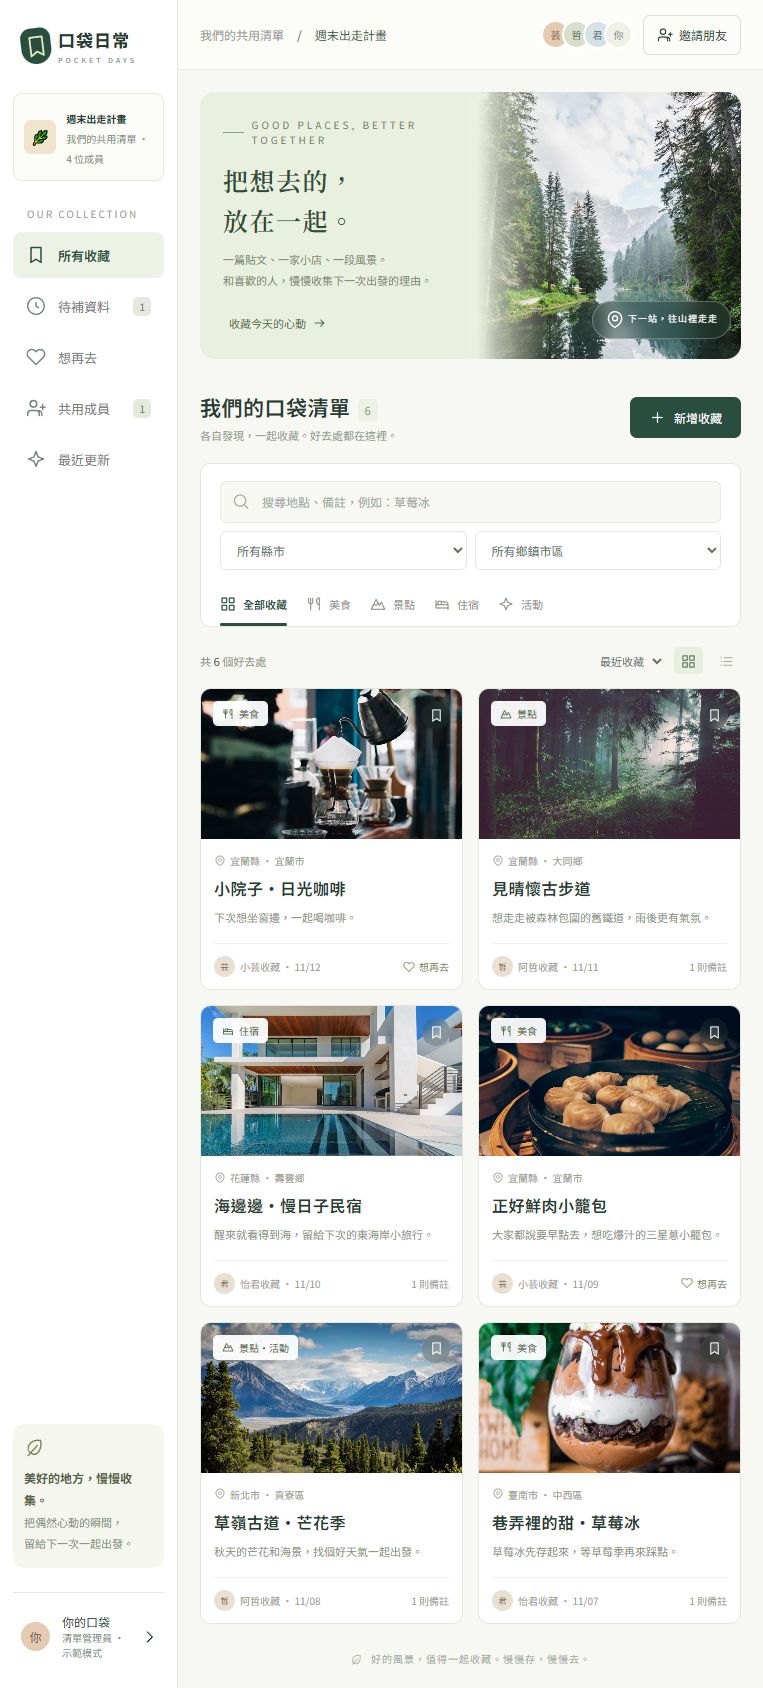 口袋日常
POCKET DAYS
週末出走計畫
我們的共用清單 ・
4 位成員
OUR COLLECTION
所有收藏
待補資料 1
想再去
共用成員 1
最近更新
美好的地方，慢慢收
集。
把偶然心動的瞬間，
留給下一次一起出發。
你 你的口袋
清單管理員 ・
示範模式
我們的共用清單 / 週末出走計畫
芸 哲 君 你 邀請朋友
GOOD PLACES, BETTER
TOGETHER
把想去的，
放在一起。
一篇貼文、一家小店、一段風景。
和喜歡的人，慢慢收集下一次出發的理由。
收藏今天的心動 →
下一站，往山裡走走
我們的口袋清單 6
各自發現，一起收藏。好去處都在這裡。
+ 新增收藏
搜尋地點、備註，例如：草莓冰
所有縣市 所有鄉鎮市區
全部收藏 美食 景點 住宿 活動
共 6 個好去處 最近收藏
美食
宜蘭縣 ・ 宜蘭市
小院子・日光咖啡
下次想坐窗邊，一起喝咖啡。
芸 小芸收藏 ・ 11/12 想再去
景點
宜蘭縣 ・ 大同鄉
見晴懷古步道
想走走被森林包圍的舊鐵道，雨後更有氣氛。
哲 阿哲收藏 ・ 11/11 1 則備註
住宿
花蓮縣 ・ 壽豐鄉
海邊邊・慢日子民宿
醒來就看得到海，留給下次的東海岸小旅行。
君 怡君收藏 ・ 11/10 1 則備註
美食
宜蘭縣 ・ 宜蘭市
正好鮮肉小籠包
大家都說要早點去，想吃爆汁的三星蔥小籠包。
芸 小芸收藏 ・ 11/09 想再去
景點・活動
新北市 ・ 貢寮區
草嶺古道・芒花季
秋天的芒花和海景，找個好天氣一起出發。
哲 阿哲收藏 ・ 11/08 1 則備註
美食
SWEET
HOME
臺南市 ・ 中西區
巷弄裡的甜・草莓冰
草莓冰先存起來，等草莓季再來踩點。
君 怡君收藏 ・ 11/07 1 則備註
好的風景，值得一起收藏。慢慢存，慢慢去。